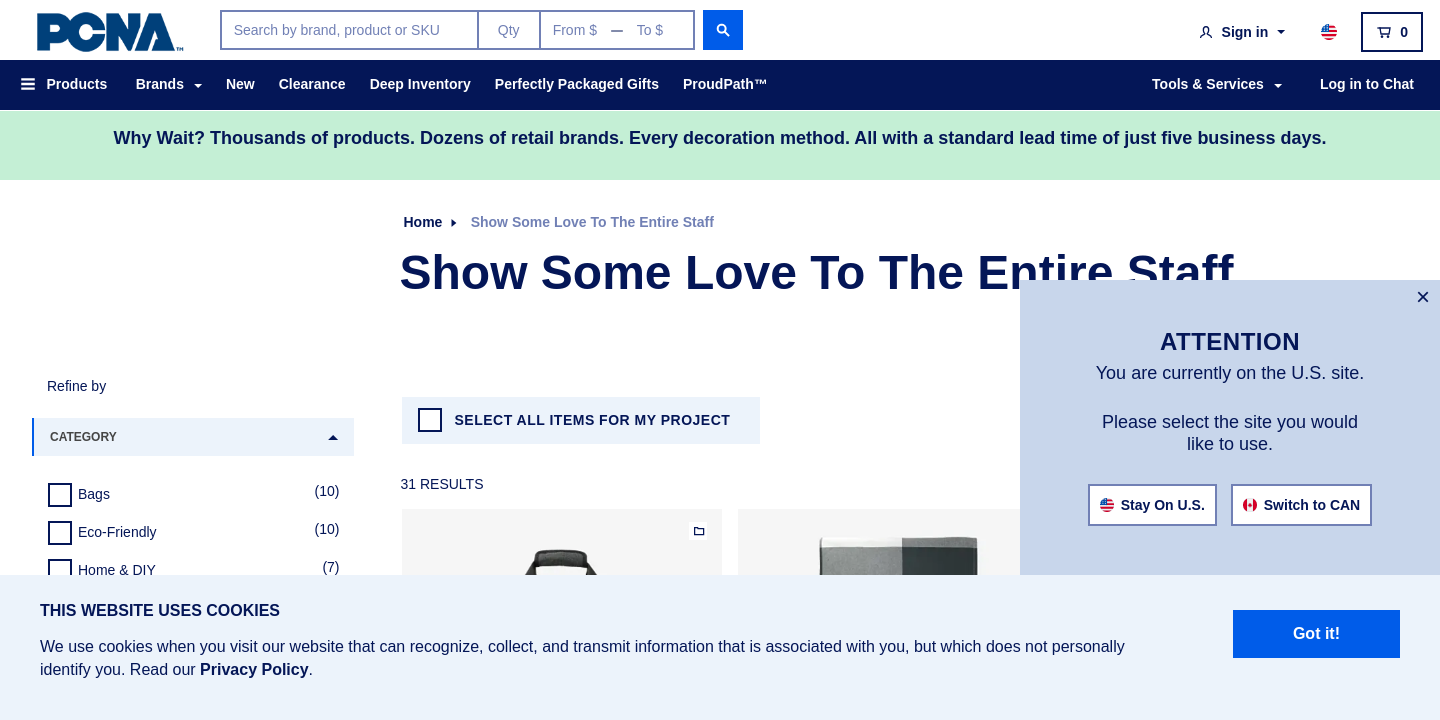 PCNA™
Search by brand, product or SKU
Qty
From $ — To $
Sign in
0
Products
Brands
New
Clearance
Deep Inventory
Perfectly Packaged Gifts
ProudPath™
Tools & Services
Log in to Chat
Why Wait? Thousands of products. Dozens of retail brands. Every decoration method. All with a standard lead time of just five business days.
Home
Show Some Love To The Entire Staff
Show Some Love To The Entire Staff
Refine by
CATEGORY
Bags (10)
Eco-Friendly (10)
Home & DIY (7)
SELECT ALL ITEMS FOR MY PROJECT
31 RESULTS
×
ATTENTION
You are currently on the U.S. site.
Please select the site you would
like to use.
Stay On U.S.
Switch to CAN
THIS WEBSITE USES COOKIES
We use cookies when you visit our website that can recognize, collect, and transmit information that is associated with you, but which does not personally
identify you. Read our Privacy Policy.
Got it!